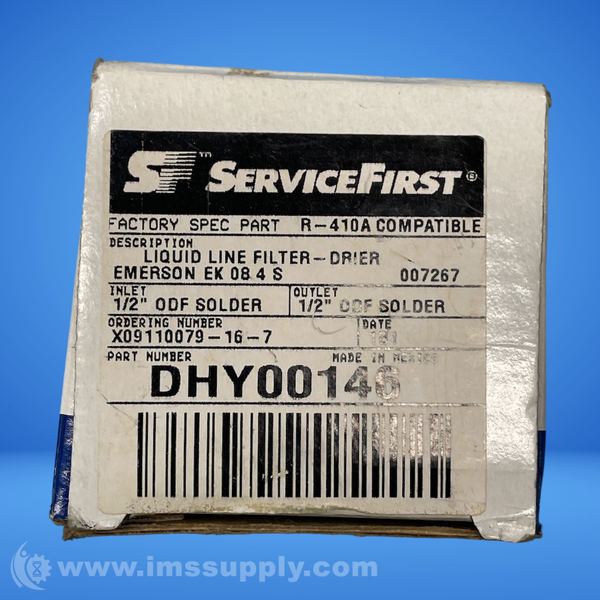 ST™ SERVICEFIRST®
FACTORY SPEC PART R-410A COMPATIBLE
DESCRIPTION
LIQUID LINE FILTER-DRIER
EMERSON EK 08 4 S 007267
INLET OUTLET
1/2" ODF SOLDER 1/2" ODF SOLDER
ORDERING NUMBER DATE
X09110079-16-7
PART NUMBER MADE IN MEXICO
DHY00146
www.imssupply.com